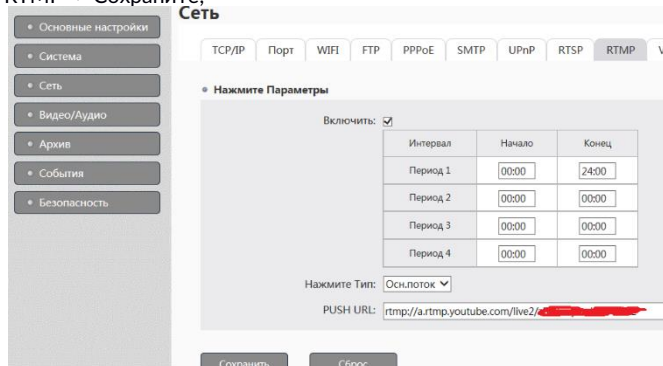 RTMP -> Сохраните;
Сеть
Основные настройки
Система
Сеть
Видео/Аудио
Архив
События
Безопасность
TCP/IP Порт WIFI FTP PPPoE SMTP UPnP RTSP RTMP V
Нажмите Параметры
Включить:
Интервал Начало Конец
Период 1 00:00 24:00
Период 2 00:00 00:00
Период 3 00:00 00:00
Период 4 00:00 00:00
Нажмите Тип: Осн.поток
PUSH URL: rtmp://a.rtmp.youtube.com/live2/
Сохранить Сброс